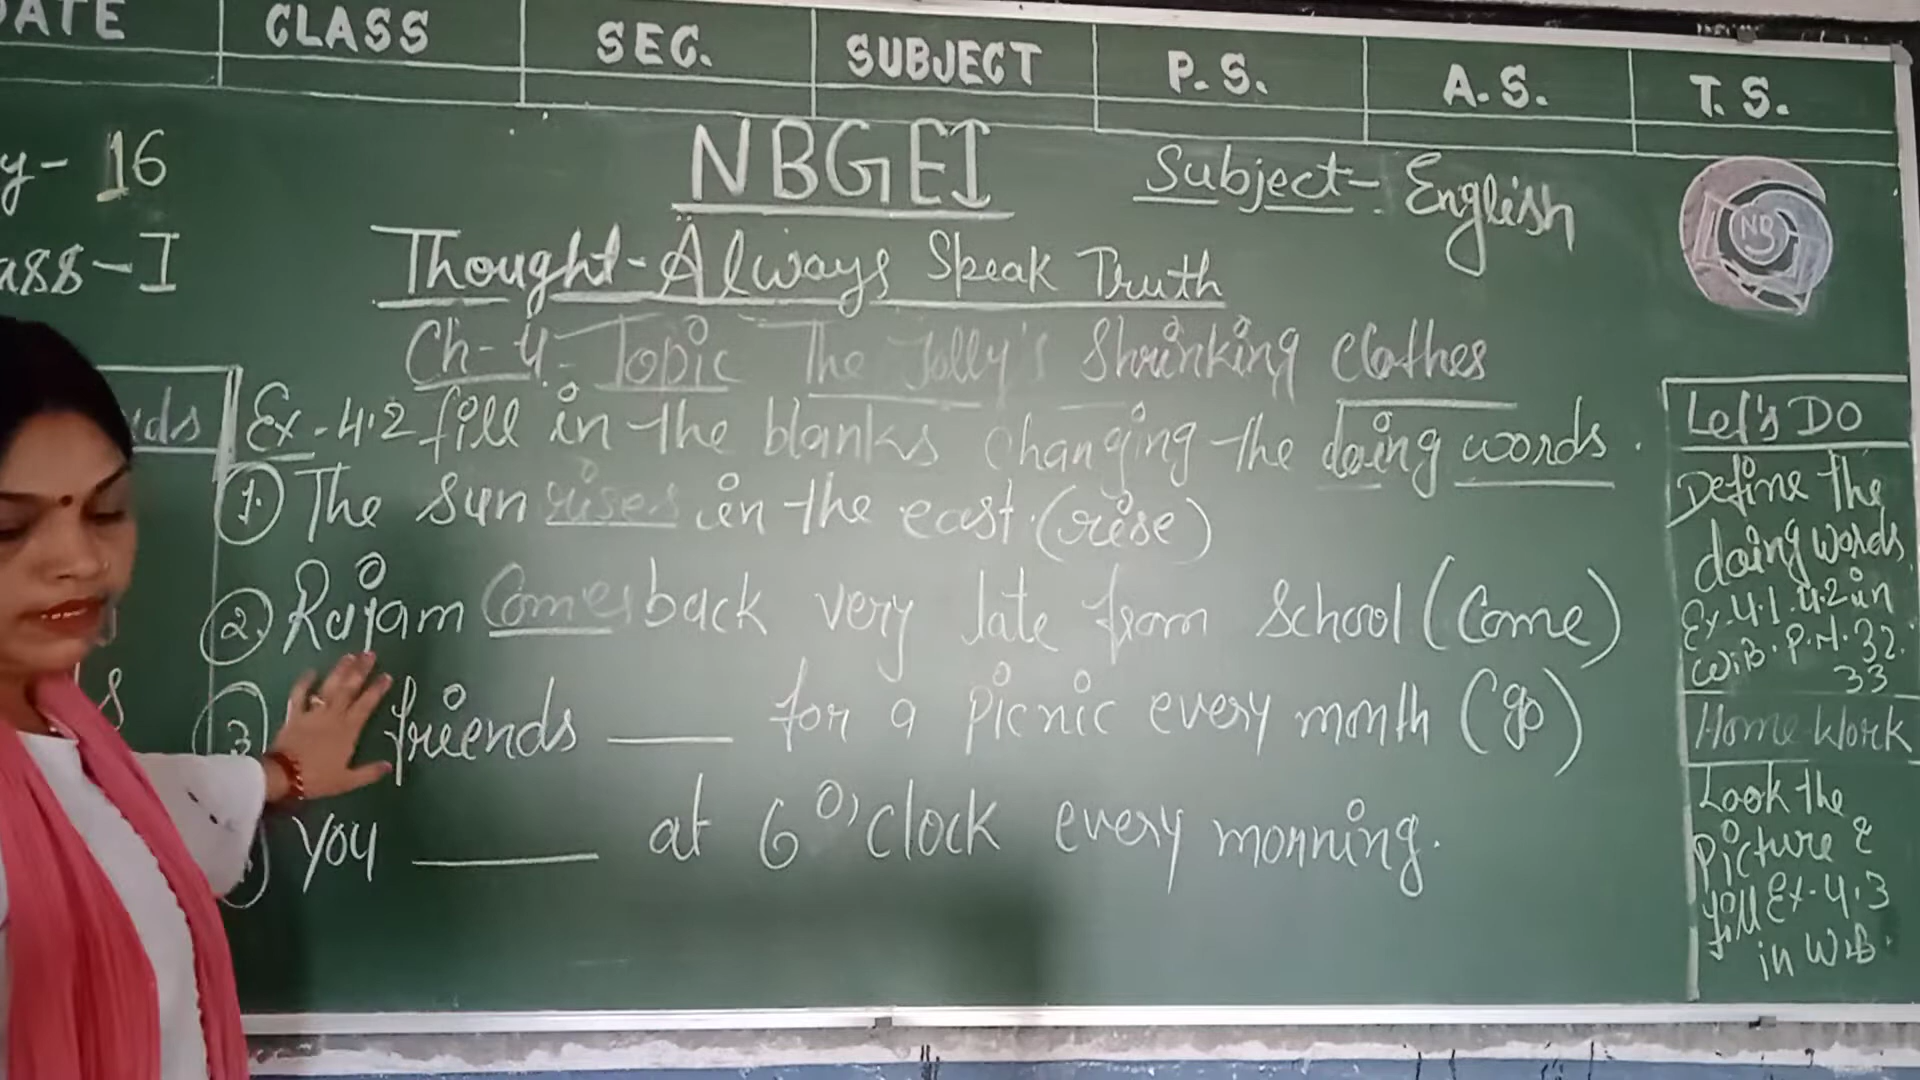 DATE CLASS SEC. SUBJECT P. S. A. S. T. S.
16
NBGEI
Subject- English
NB
-I
Thought- Always Speak Truth
Ch-4- Topic The Jolly's Shrinking Clothes
Ex-4.2 fill in the blanks Changing the doing words.
1. The sun rises in the east. (rise)
2. Rajam Comes back very late from School (Come)
3 friends ___ for a picnic every month (go)
You ___ at 6 O'clock every morning.
Let's DO
Define the
doing words
Ex-4.1-4.2 in
W.B. P.N. 32.
33
Home Work
Look the
Picture &
fill Ex-4.3
in W.B.